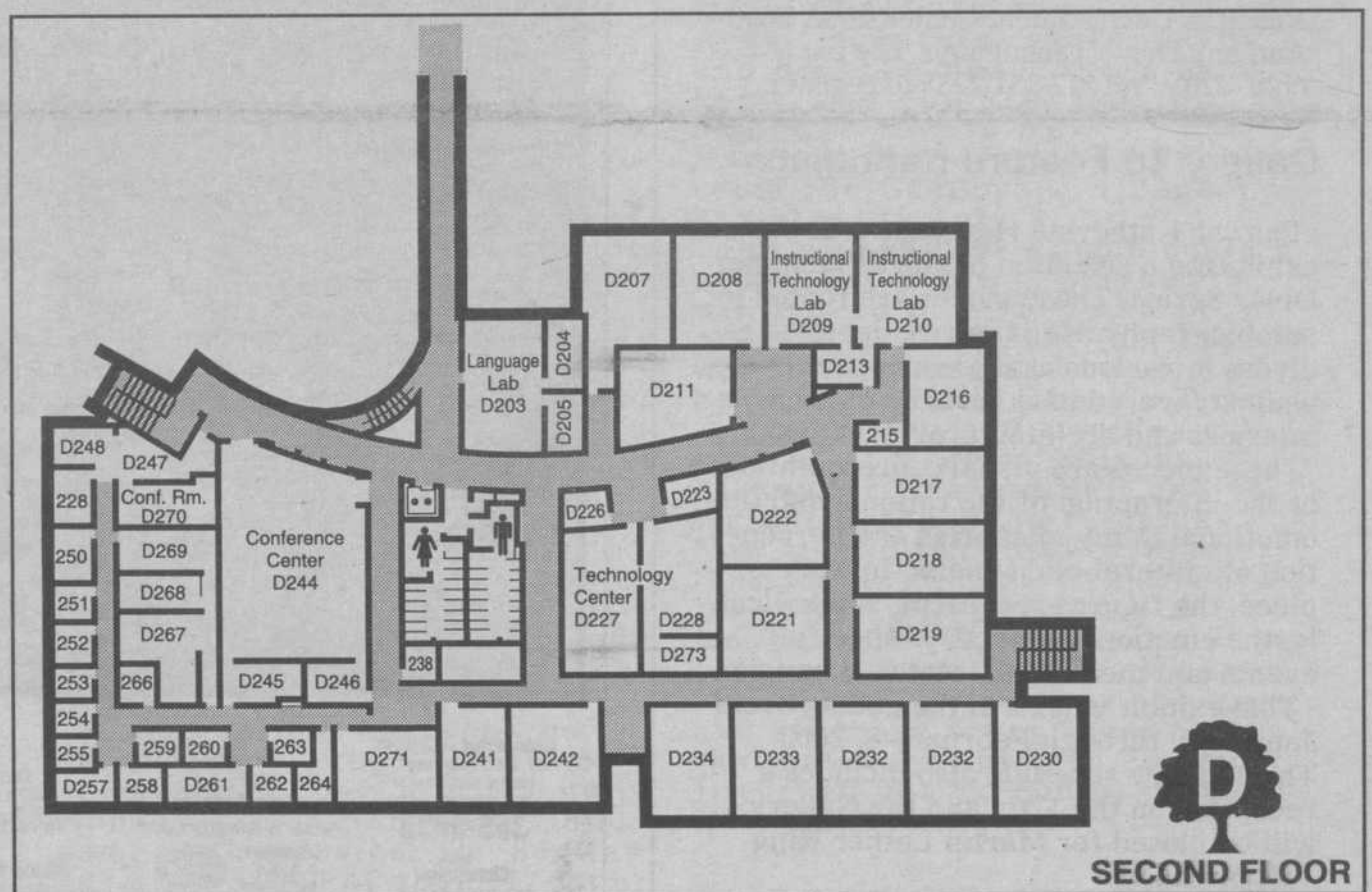 D207
D208
Instructional
Technology
Lab
D209
Instructional
Technology
Lab
D210
Language
Lab
D203
D204
D205
D211
D213
D216
215
D217
D218
D219
D248
D247
228
Conf. Rm.
D270
250
D269
251
D268
252
D267
253
266
254
255
D257
258
259
260
D261
263
262
264
Conference
Center
D244
D245
D246
238
D226
D223
D222
Technology
Center
D227
D228
D221
D273
D271
D241
D242
D234
D233
D232
D232
D230
D
SECOND FLOOR